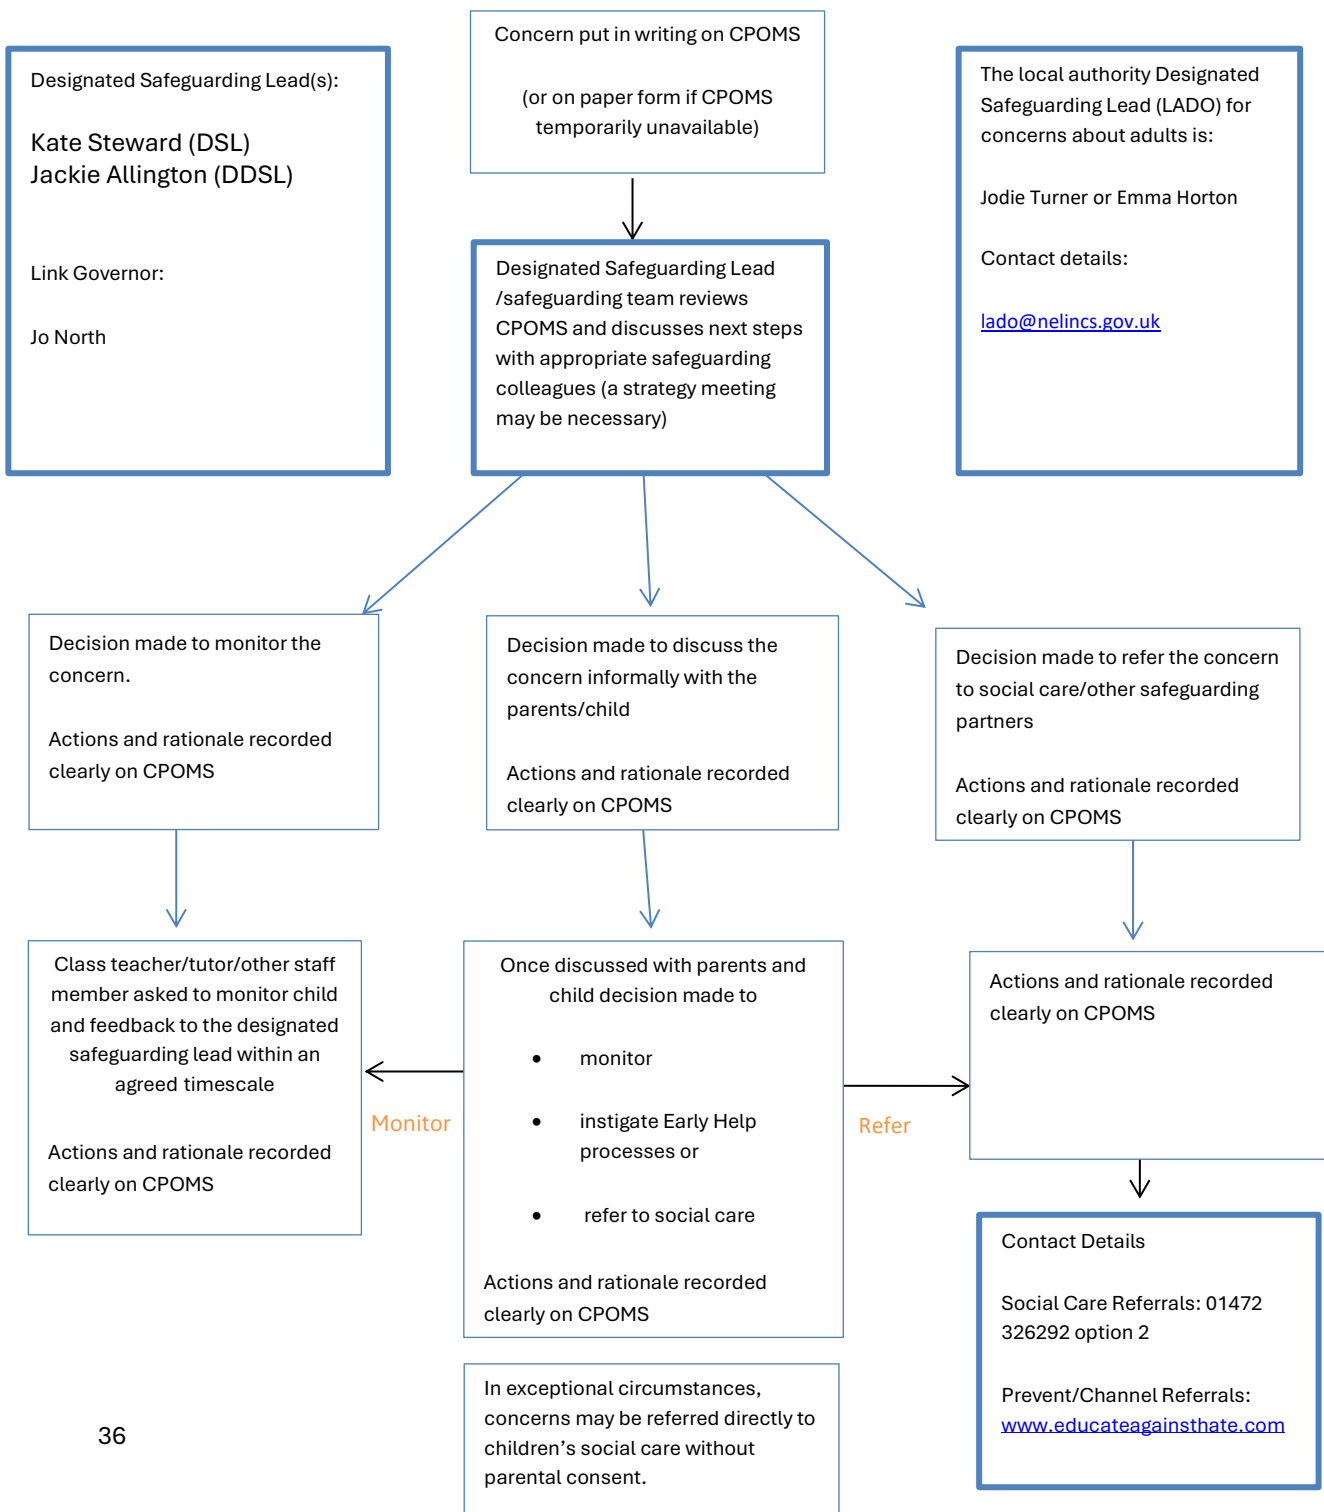 Concern put in writing on CPOMS
(or on paper form if CPOMS
temporarily unavailable)
Designated Safeguarding Lead(s):
Kate Steward (DSL)
Jackie Allington (DDSL)
Link Governor:
Jo North
The local authority Designated
Safeguarding Lead (LADO) for
concerns about adults is:
Jodie Turner or Emma Horton
Contact details:
lado@nelincs.gov.uk
Designated Safeguarding Lead
/safeguarding team reviews
CPOMS and discusses next steps
with appropriate safeguarding
colleagues (a strategy meeting
may be necessary)
Decision made to monitor the
concern.
Actions and rationale recorded
clearly on CPOMS
Decision made to discuss the
concern informally with the
parents/child
Actions and rationale recorded
clearly on CPOMS
Decision made to refer the concern
to social care/other safeguarding
partners
Actions and rationale recorded
clearly on CPOMS
Class teacher/tutor/other staff
member asked to monitor child
and feedback to the designated
safeguarding lead within an
agreed timescale
Actions and rationale recorded
clearly on CPOMS
Monitor
Once discussed with parents and
child decision made to
• monitor
• instigate Early Help
processes or
• refer to social care
Actions and rationale recorded
clearly on CPOMS
Refer
Actions and rationale recorded
clearly on CPOMS
Contact Details
Social Care Referrals: 01472
326292 option 2
Prevent/Channel Referrals:
www.educateagainsthate.com
In exceptional circumstances,
concerns may be referred directly to
children’s social care without
parental consent.
36